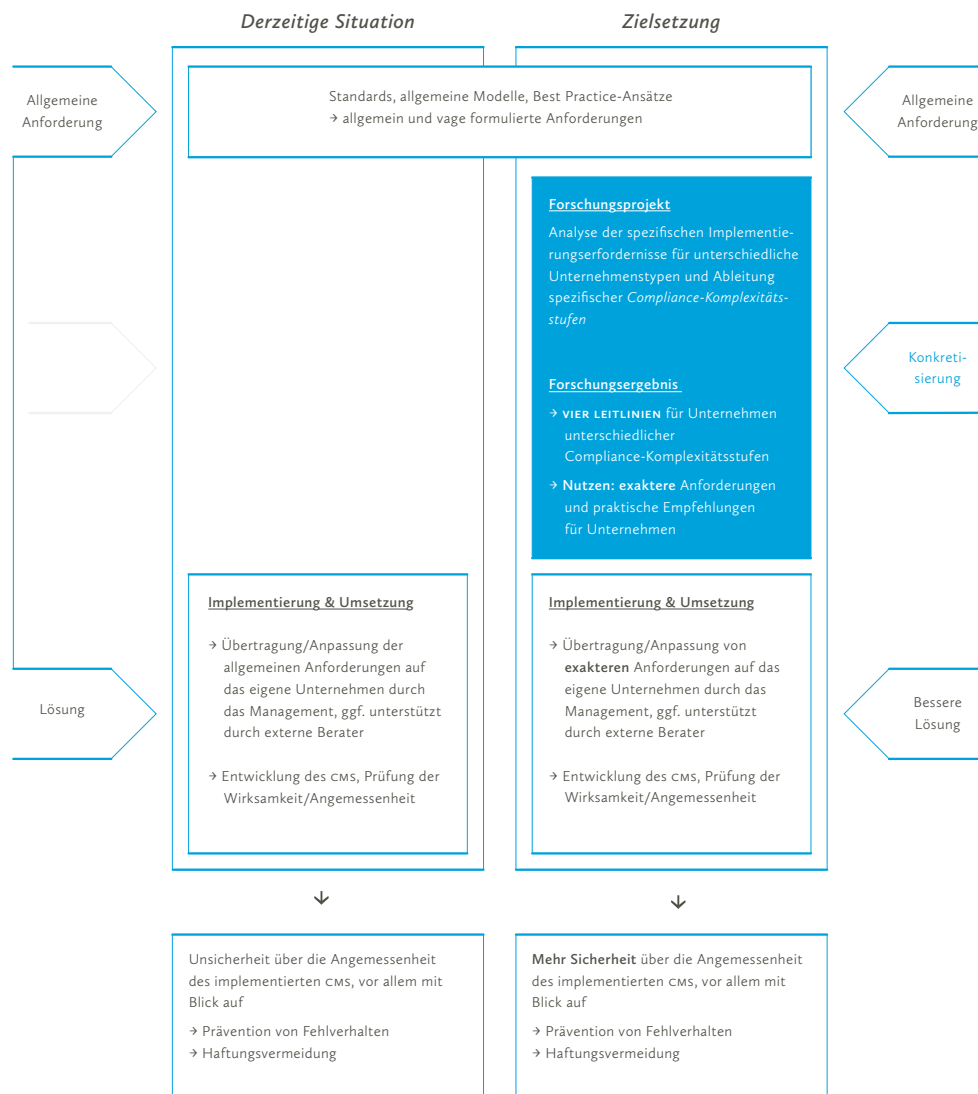 Derzeitige Situation
Zielsetzung
Allgemeine
Anforderung
Standards, allgemeine Modelle, Best Practice-Ansätze
→ allgemein und vage formulierte Anforderungen
Allgemeine
Anforderung
Forschungsprojekt
Analyse der spezifischen Implementie-
rungserfordernisse für unterschiedliche
Unternehmenstypen und Ableitung
spezifischer Compliance-Komplexitäts-
stufen
Konkreti-
sierung
Forschungsergebnis
→ VIER LEITLINIEN für Unternehmen
unterschiedlicher
Compliance-Komplexitätsstufen
→ Nutzen: exaktere Anforderungen
und praktische Empfehlungen
für Unternehmen
Lösung
Implementierung & Umsetzung
→ Übertragung/Anpassung der
allgemeinen Anforderungen auf
das eigene Unternehmen durch
das Management, ggf. unterstützt
durch externe Berater
→ Entwicklung des CMS, Prüfung der
Wirksamkeit/Angemessenheit
Implementierung & Umsetzung
→ Übertragung/Anpassung von
exakteren Anforderungen auf das
eigene Unternehmen durch das
Management, ggf. unterstützt
durch externe Berater
→ Entwicklung des CMS, Prüfung der
Wirksamkeit/Angemessenheit
Bessere
Lösung
Unsicherheit über die Angemessenheit
des implementierten CMS, vor allem mit
Blick auf
→ Prävention von Fehlverhalten
→ Haftungsvermeidung
Mehr Sicherheit über die Angemessenheit
des implementierten CMS, vor allem mit
Blick auf
→ Prävention von Fehlverhalten
→ Haftungsvermeidung